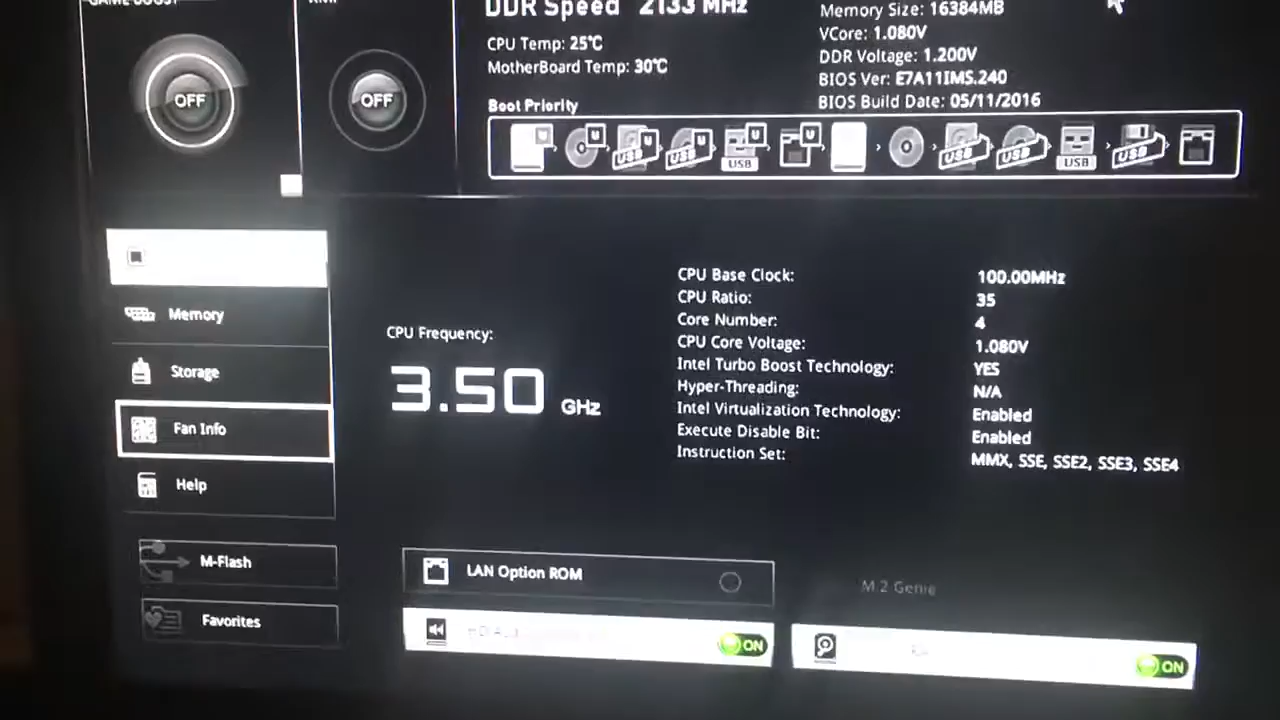 GAME BOOST
XMP
DDR Speed 2133 MHz
CPU Temp: 25℃
MotherBoard Temp: 30℃
Memory Size: 16384MB
VCore: 1.080V
DDR Voltage: 1.200V
BIOS Ver: E7A11IMS.240
BIOS Build Date: 05/11/2016
OFF
OFF
Boot Priority
U U USB U USB U USB U U USB USB USB USB
Memory
Storage
Fan Info
Help
M-Flash
Favorites
CPU Frequency:
3.50 GHz
CPU Base Clock: 100.00MHz
CPU Ratio: 35
Core Number: 4
CPU Core Voltage: 1.080V
Intel Turbo Boost Technology: YES
Hyper-Threading: N/A
Intel Virtualization Technology: Enabled
Execute Disable Bit: Enabled
Instruction Set: MMX, SSE, SSE2, SSE3, SSE4
LAN Option ROM
M.2 Genie
ON
ON